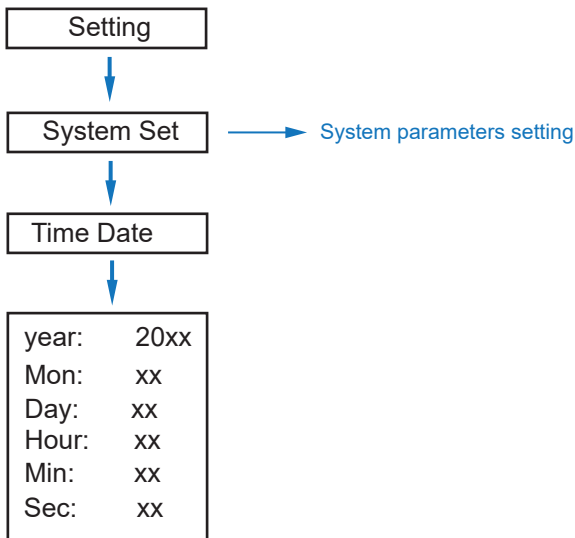 Setting
System Set
System parameters setting
Time Date
year: 20xx
Mon: xx
Day: xx
Hour: xx
Min: xx
Sec: xx